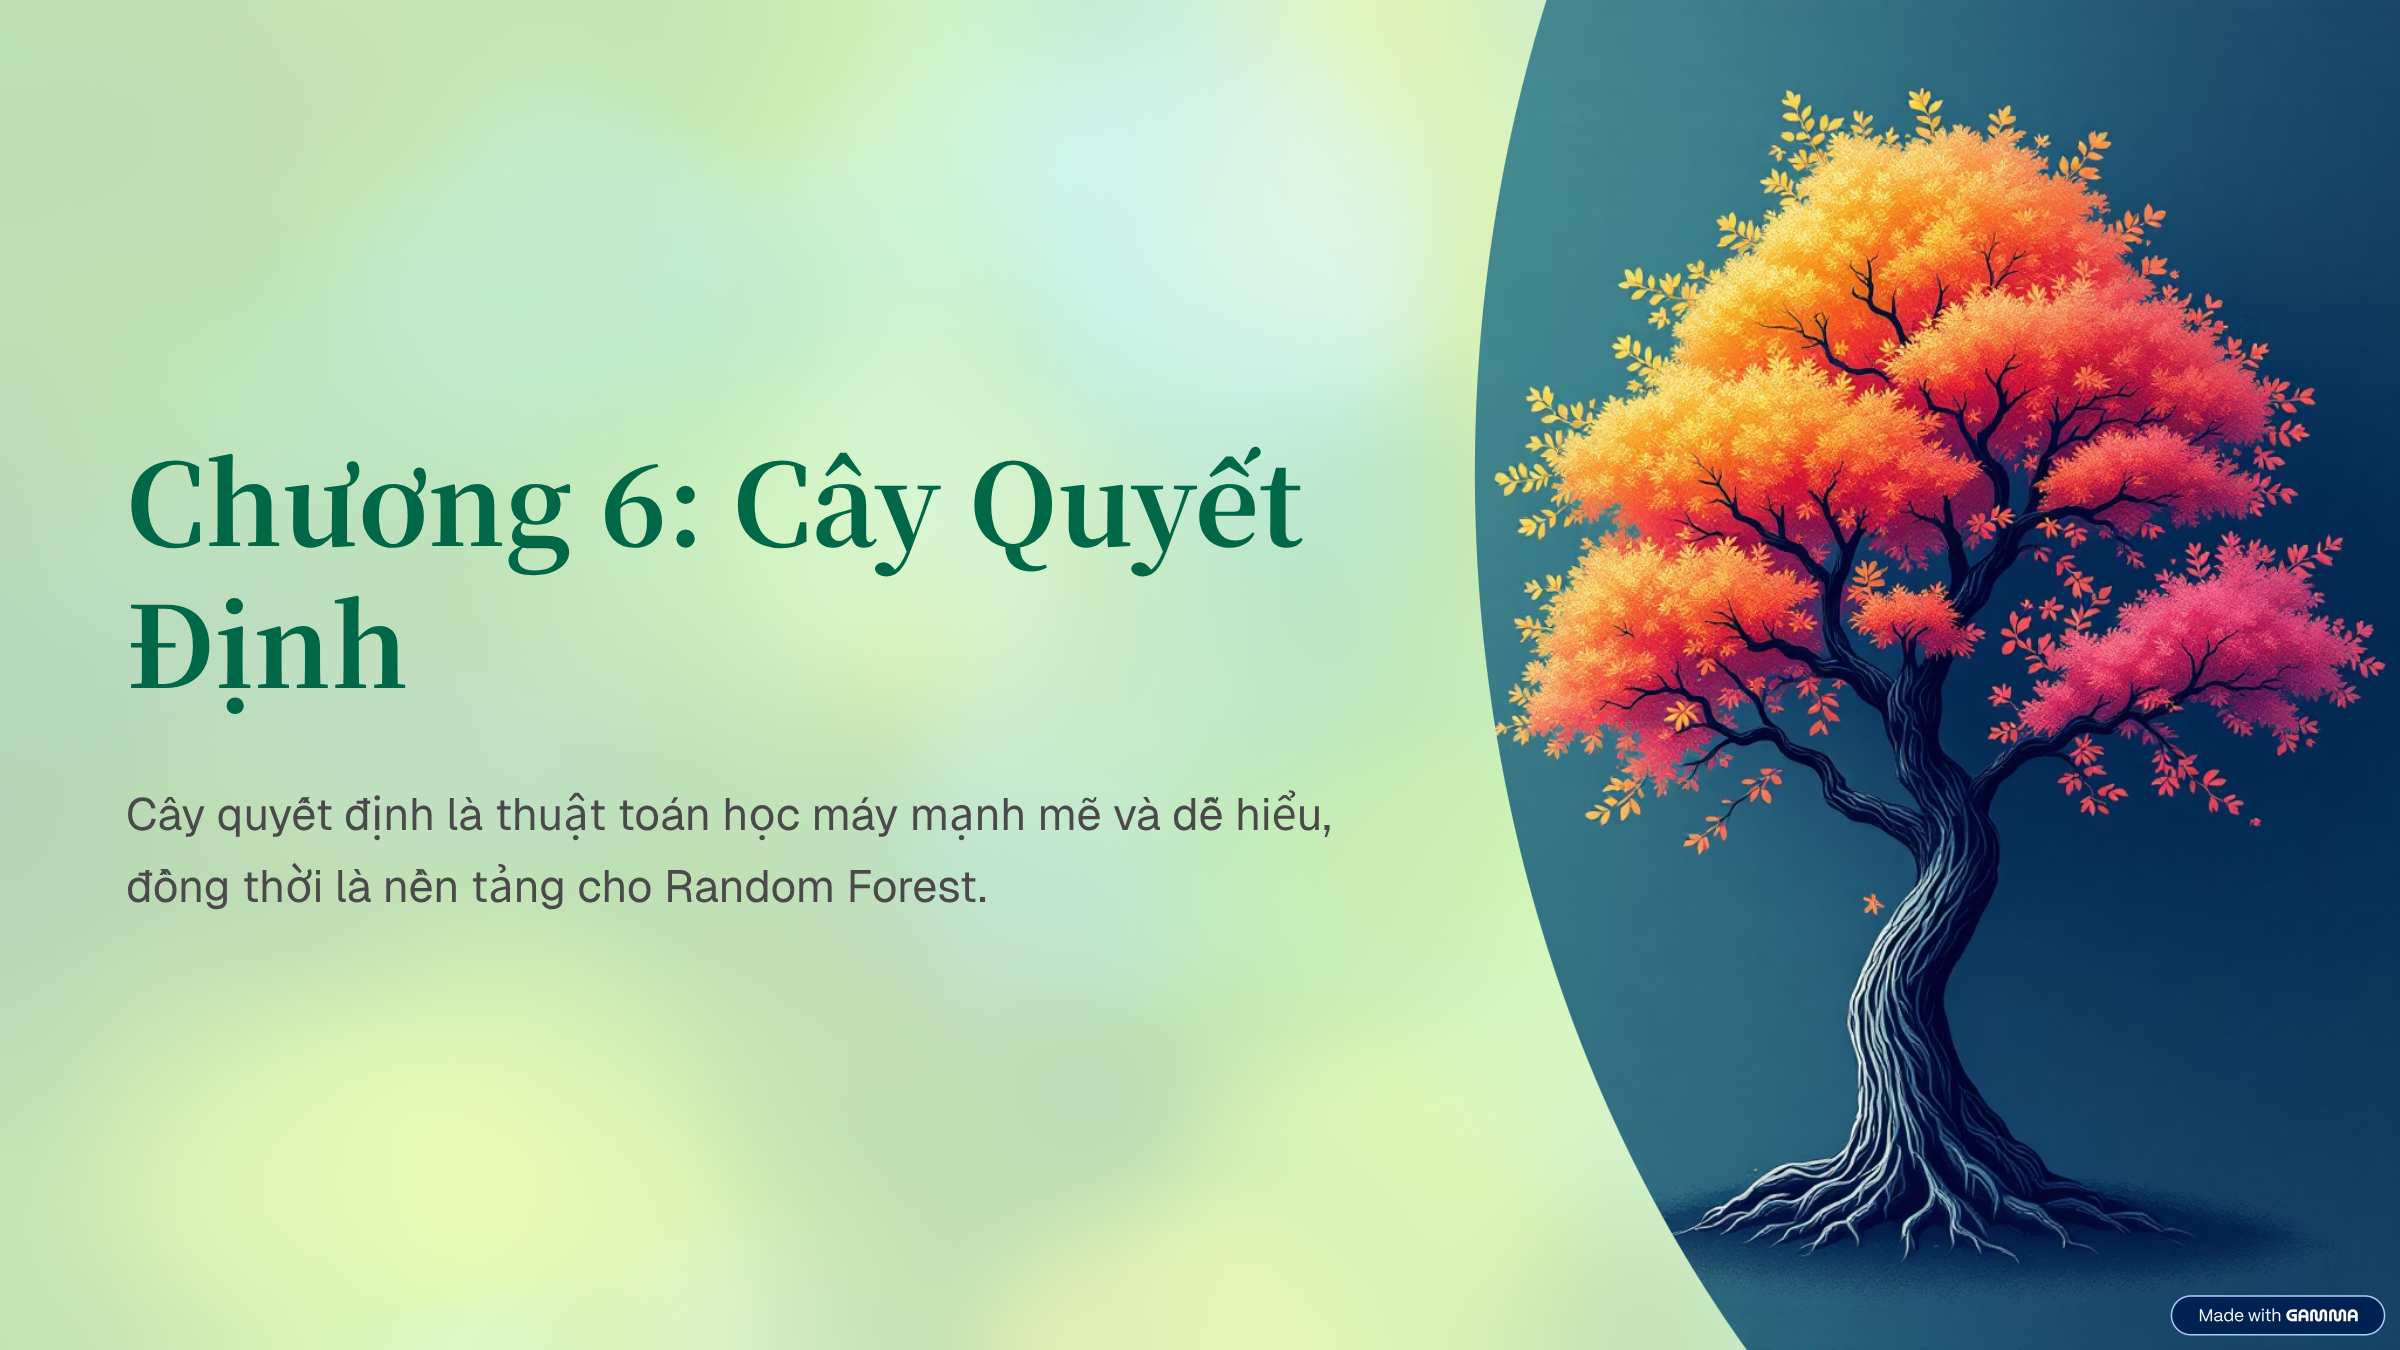 Chương 6: Cây Quyết
Định
Cây quyết định là thuật toán học máy mạnh mẽ và dễ hiểu,
đồng thời là nền tảng cho Random Forest.
Made with GAMMA